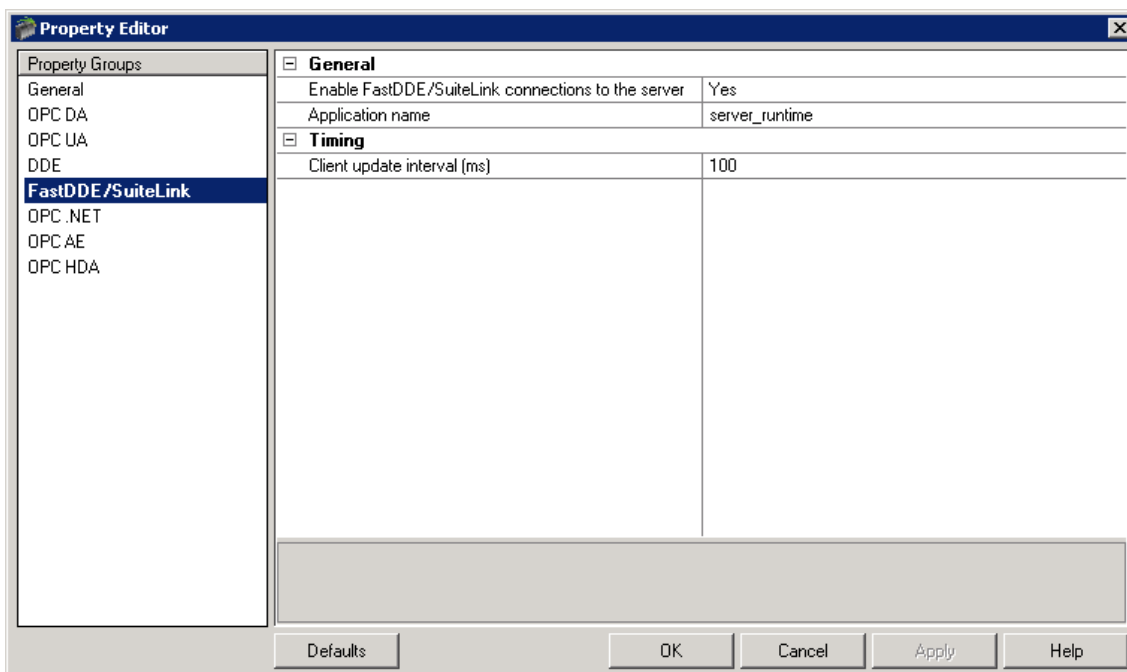 Property Editor
Property Groups
General
OPC DA
OPC UA
DDE
FastDDE/SuiteLink
OPC .NET
OPC AE
OPC HDA
General
Enable FastDDE/SuiteLink connections to the server Yes
Application name server_runtime
Timing
Client update interval (ms) 100
Defaults OK Cancel Apply Help